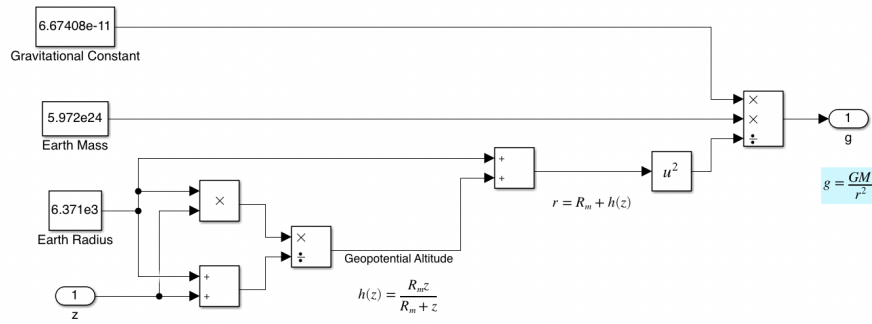 6.67408e-11
Gravitational Constant
5.972e24
Earth Mass
6.371e3
Earth Radius
1
z
×
+
+
×
÷
Geopotential Altitude
h(z) = R_m z / (R_m + z)
+
+
r = R_m + h(z)
u²
×
×
÷
1
g
g = GM / r²